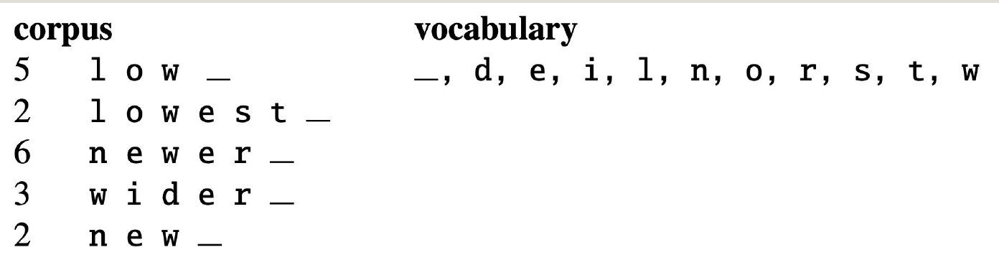 corpus vocabulary
5 l o w _ _, d, e, i, l, n, o, r, s, t, w
2 l o w e s t _
6 n e w e r _
3 w i d e r _
2 n e w _